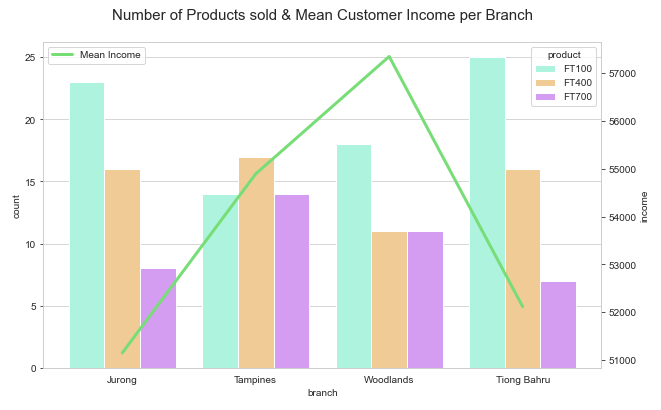 Number of Products sold & Mean Customer Income per Branch
Mean Income
product
FT100
FT400
FT700
25
20
15
10
5
0
count
57000
56000
55000
54000
53000
52000
51000
income
Jurong
Tampines
Woodlands
Tiong Bahru
branch